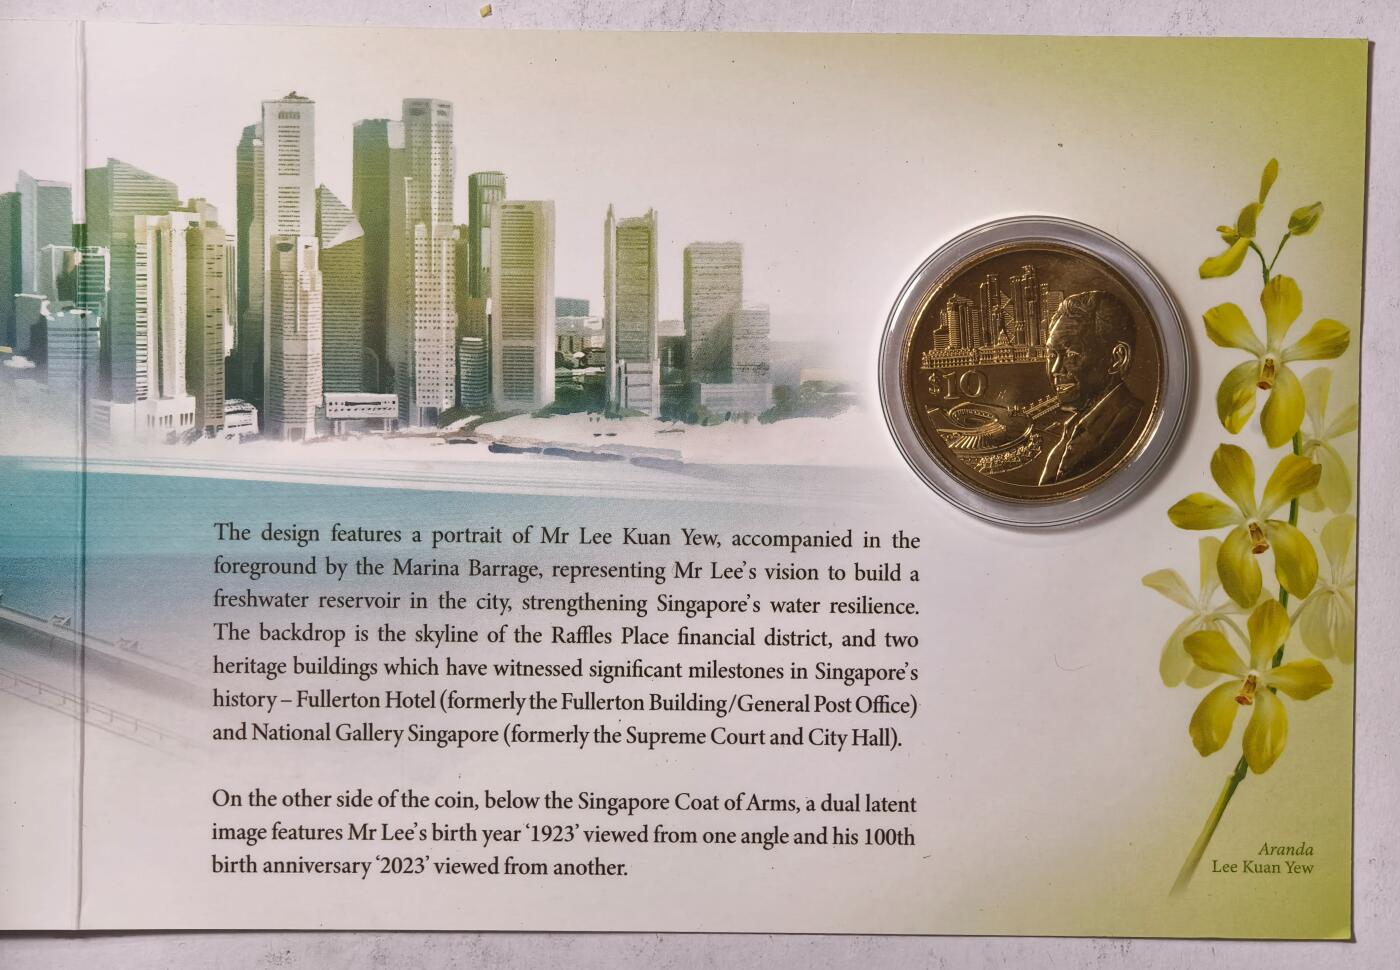 $10
The design features a portrait of Mr Lee Kuan Yew, accompanied in the
foreground by the Marina Barrage, representing Mr Lee's vision to build a
freshwater reservoir in the city, strengthening Singapore's water resilience.
The backdrop is the skyline of the Raffles Place financial district, and two
heritage buildings which have witnessed significant milestones in Singapore's
history – Fullerton Hotel (formerly the Fullerton Building/General Post Office)
and National Gallery Singapore (formerly the Supreme Court and City Hall).
On the other side of the coin, below the Singapore Coat of Arms, a dual latent
image features Mr Lee's birth year ‘1923’ viewed from one angle and his 100th
birth anniversary ‘2023’ viewed from another.
Aranda
Lee Kuan Yew